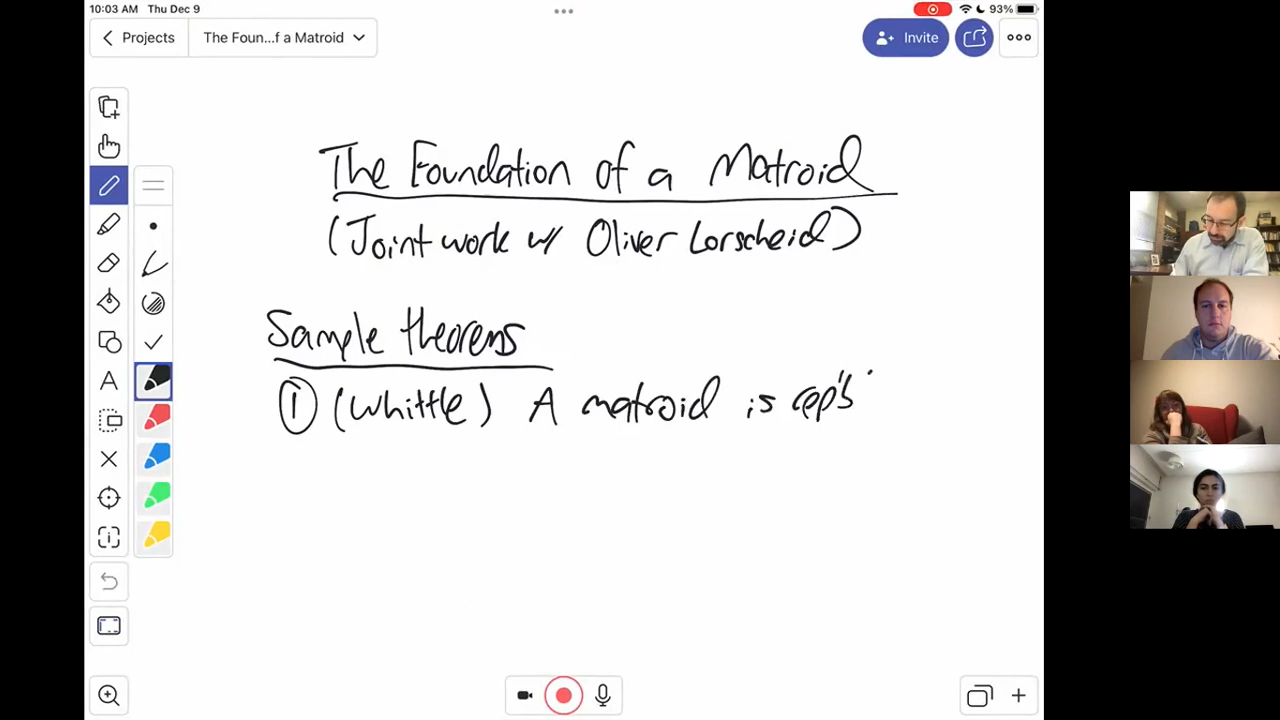 10:03 AM Thu Dec 9
93%
Projects
The Foun...f a Matroid
Invite
The Foundation of a Matroid
(Joint work w/ Oliver Lorscheid)
Sample theorems
① (Whittle) A matroid is rep'b
A